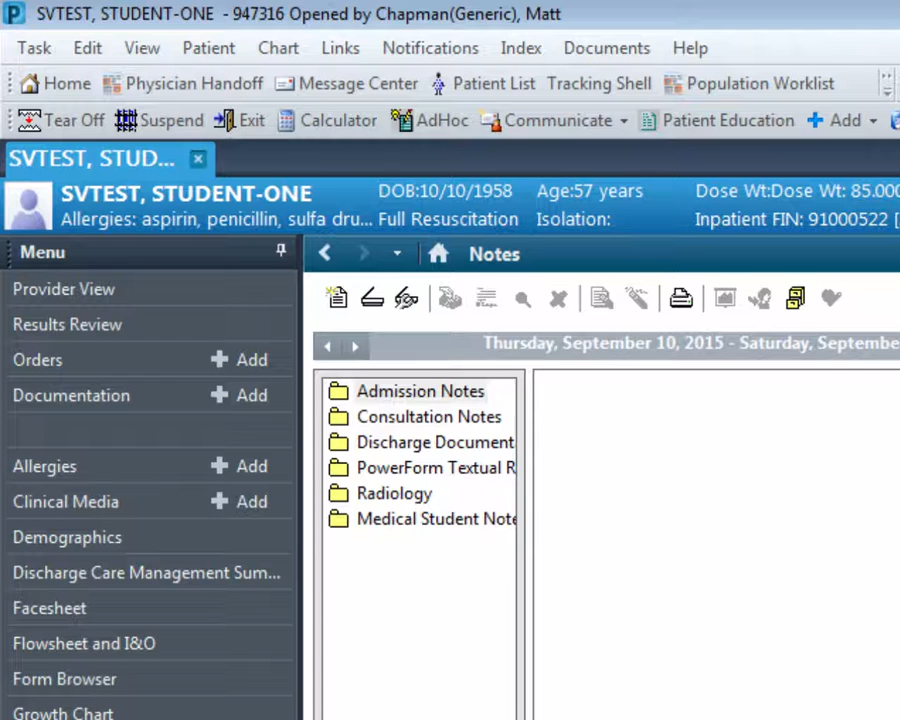 SVTEST, STUDENT-ONE - 947316 Opened by Chapman(Generic), Matt
Task Edit View Patient Chart Links Notifications Index Documents Help
Home Physician Handoff Message Center Patient List Tracking Shell Population Worklist
Tear Off Suspend Exit Calculator AdHoc Communicate Patient Education Add
SVTEST, STUD...
SVTEST, STUDENT-ONE DOB:10/10/1958 Age:57 years Dose Wt:Dose Wt: 85.000
Allergies: aspirin, penicillin, sulfa dru... Full Resuscitation Isolation: Inpatient FIN: 91000522 [
Menu
Notes
Provider View
Results Review
Orders Add
Documentation Add
Allergies Add
Clinical Media Add
Demographics
Discharge Care Management Sum...
Facesheet
Flowsheet and I&O
Form Browser
Growth Chart
Thursday, September 10, 2015 - Saturday, Septembe
Admission Notes
Consultation Notes
Discharge Document
PowerForm Textual R
Radiology
Medical Student Note